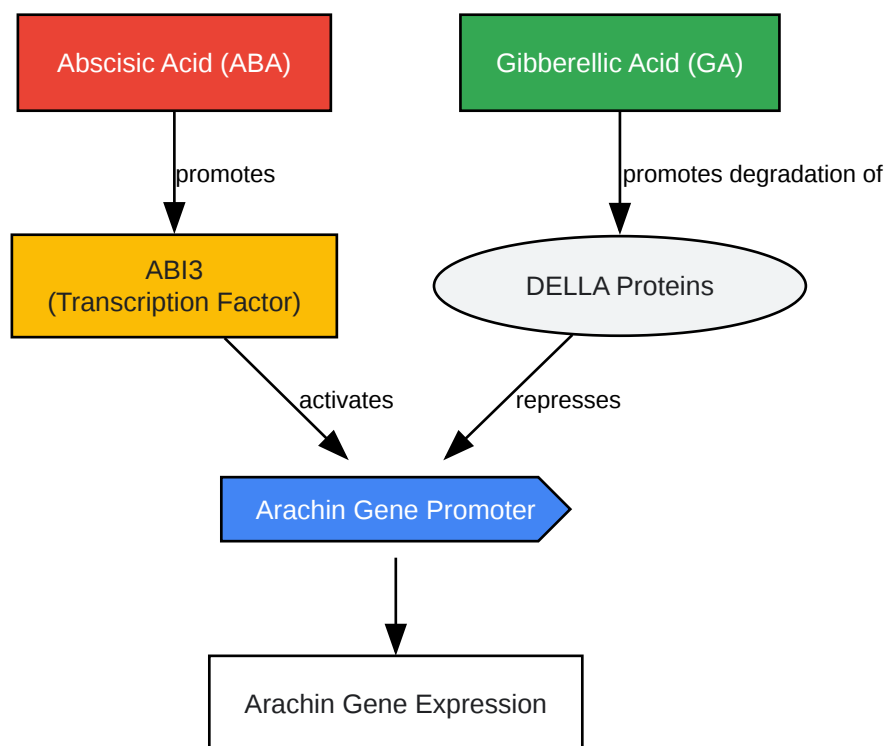 Abscisic Acid (ABA)
Gibberellic Acid (GA)
promotes
promotes degradation of
ABI3
(Transcription Factor)
DELLA Proteins
activates
represses
Arachin Gene Promoter
Arachin Gene Expression